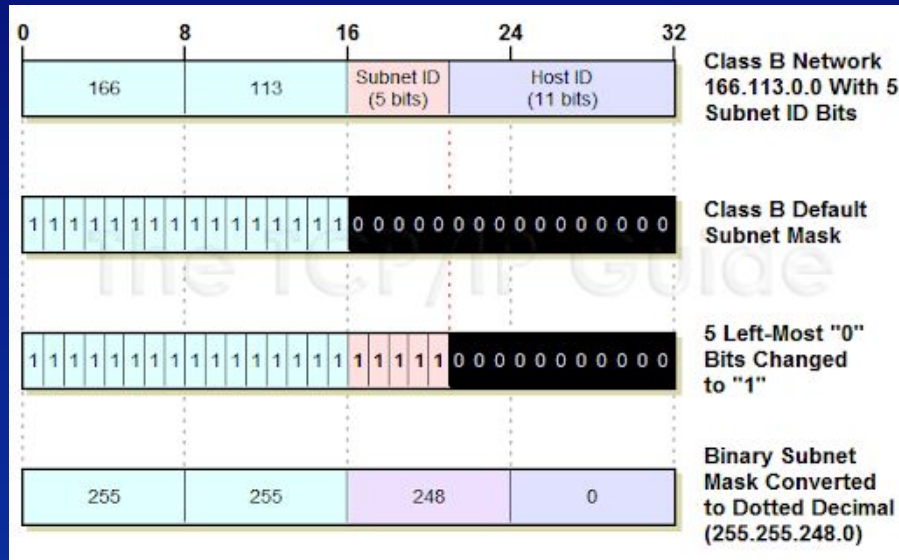 0 8 16 24 32
166 113 Subnet ID Host ID
(5 bits) (11 bits)
Class B Network
166.113.0.0 With 5
Subnet ID Bits
1 1 1 1 1 1 1 1 1 1 1 1 1 1 1 1 0 0 0 0 0 0 0 0 0 0 0 0 0 0 0 0
Class B Default
Subnet Mask
The TCP/IP Guide
1 1 1 1 1 1 1 1 1 1 1 1 1 1 1 1 1 1 1 1 1 0 0 0 0 0 0 0 0 0 0 0
5 Left-Most "0"
Bits Changed
to "1"
255 255 248 0
Binary Subnet
Mask Converted
to Dotted Decimal
(255.255.248.0)